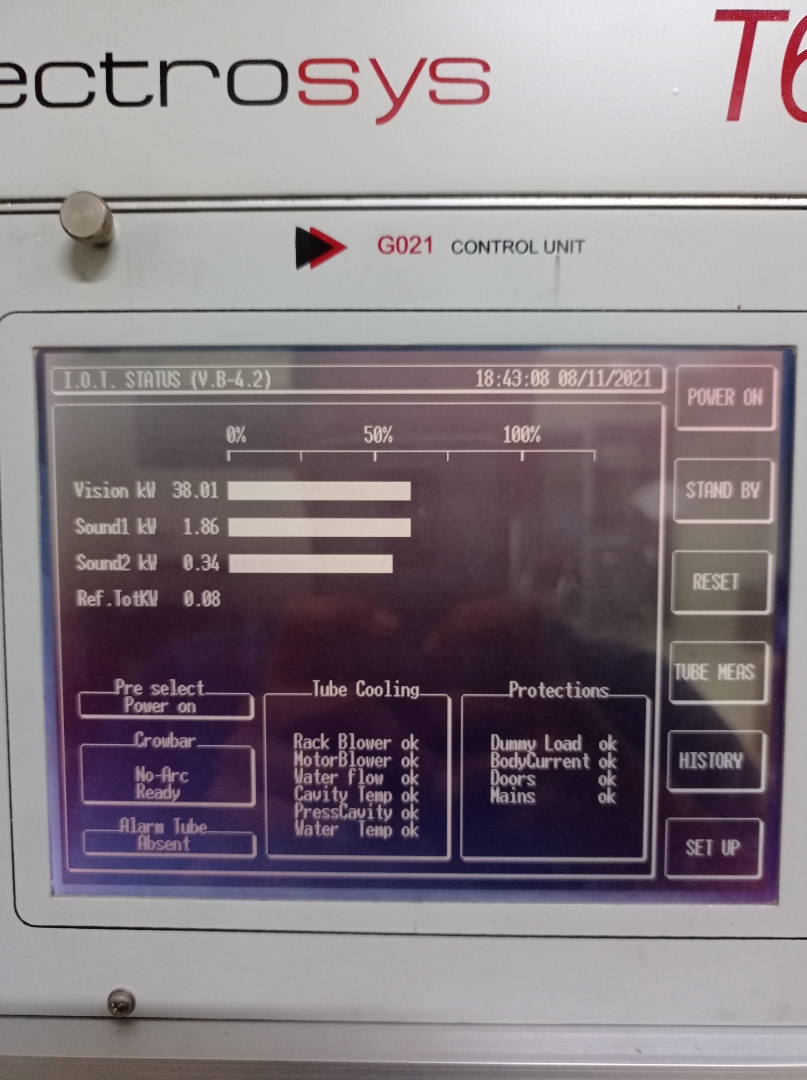 ectrosys T6
G021 CONTROL UNIT
I.O.T. STATUS (V.B-4.2) 18:43:08 08/11/2021
POWER ON
0% 50% 100%
Vision kW 38.01
STAND BY
Sound1 kW 1.86
Sound2 kW 0.34
RESET
Ref.TotKW 0.08
TUBE MEAS
Pre select
Power on
Tube Cooling
Protections
Crowbar
No-Arc
Ready
Alarm Tube
Absent
Rack Blower ok
MotorBlower ok
Water flow ok
Cavity Temp ok
PressCavity ok
Water Temp ok
Dummy Load ok
BodyCurrent ok
Doors ok
Mains ok
HISTORY
SET UP